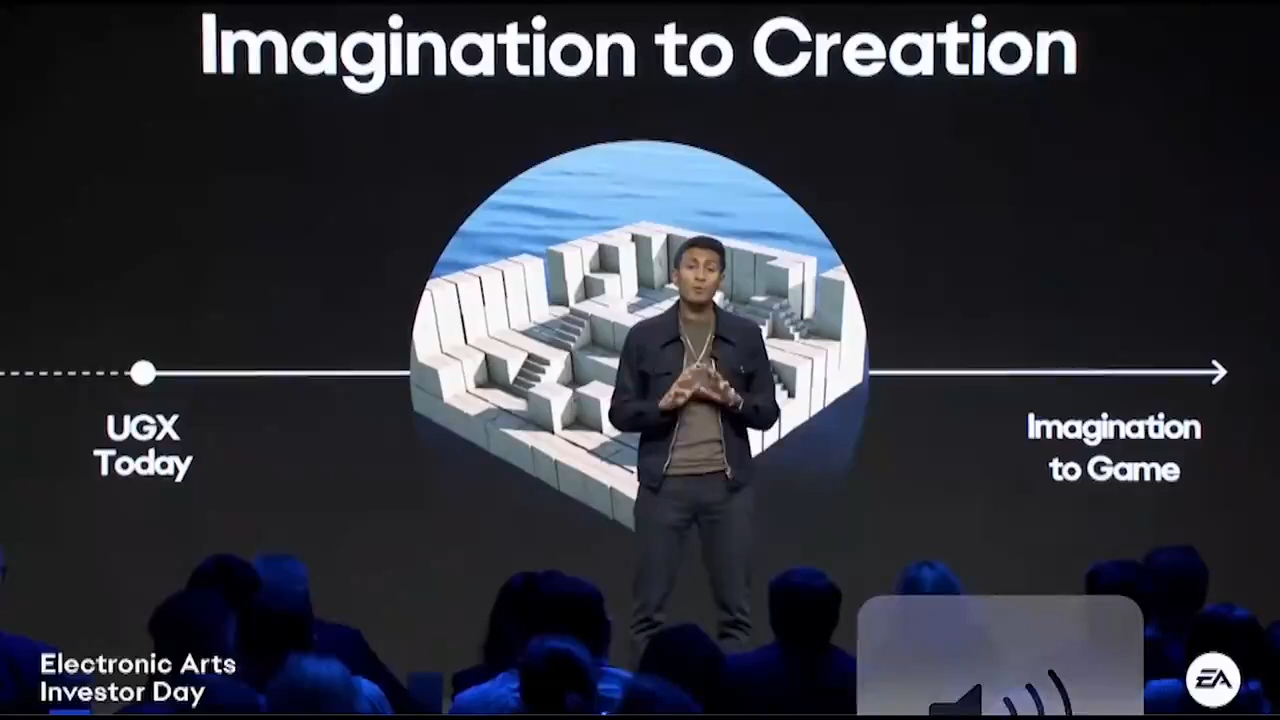 Imagination to Creation
UGX
Today
Imagination
to Game
Electronic Arts
Investor Day
EA